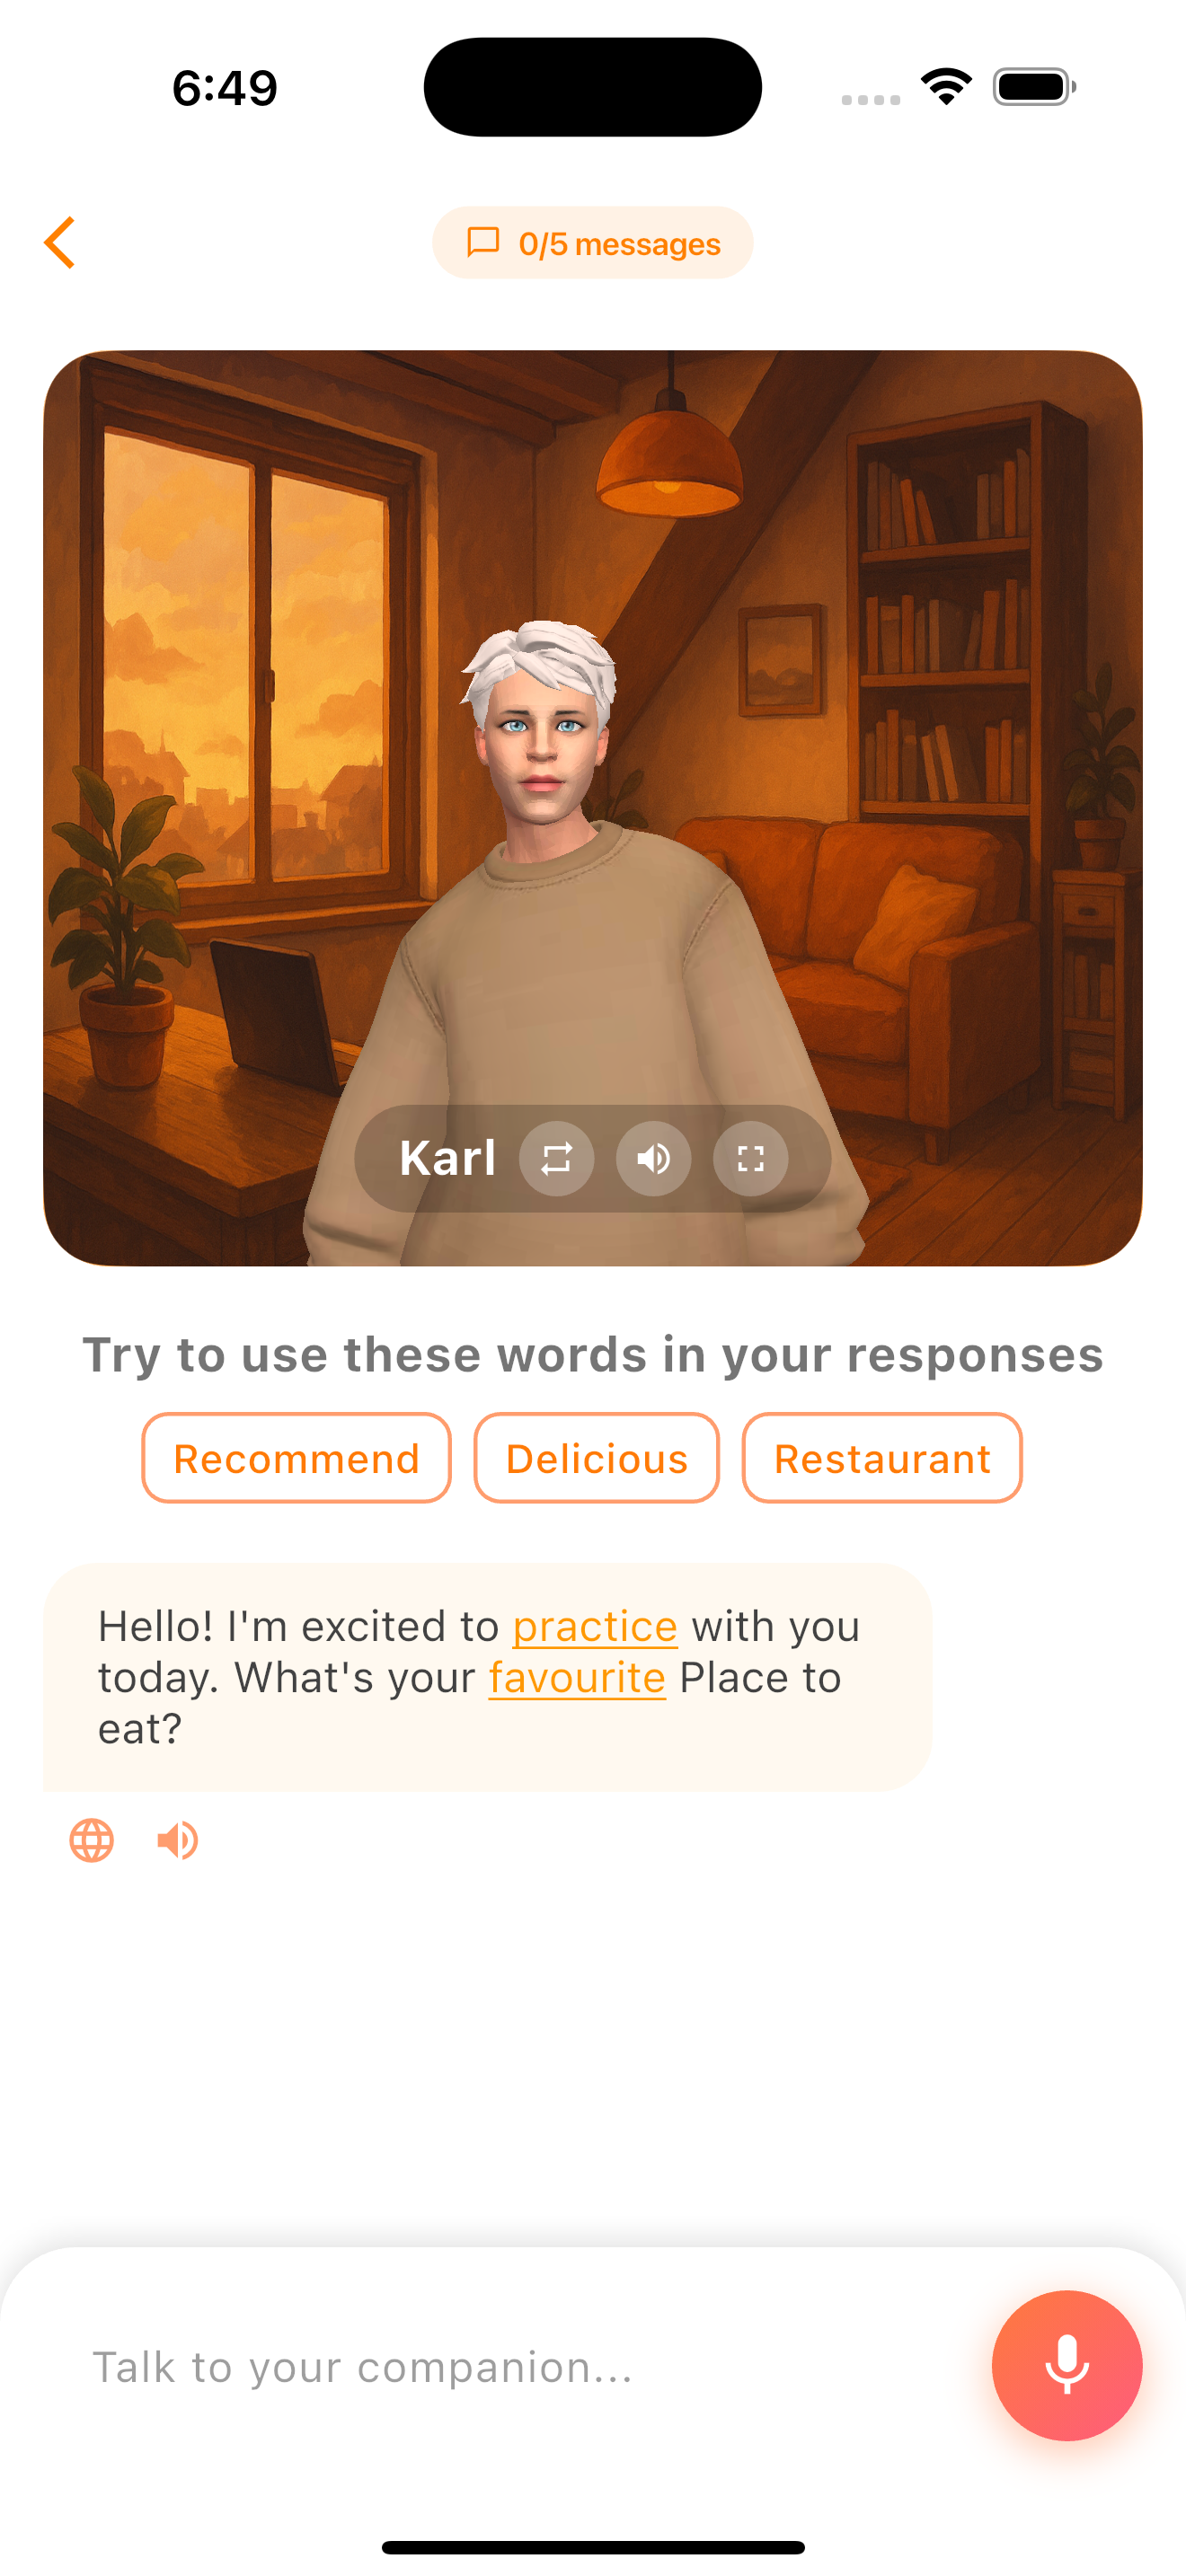 6:49
0/5 messages
Karl
Try to use these words in your responses
Recommend
Delicious
Restaurant
Hello! I'm excited to practice with you
today. What's your favourite Place to
eat?
Talk to your companion...